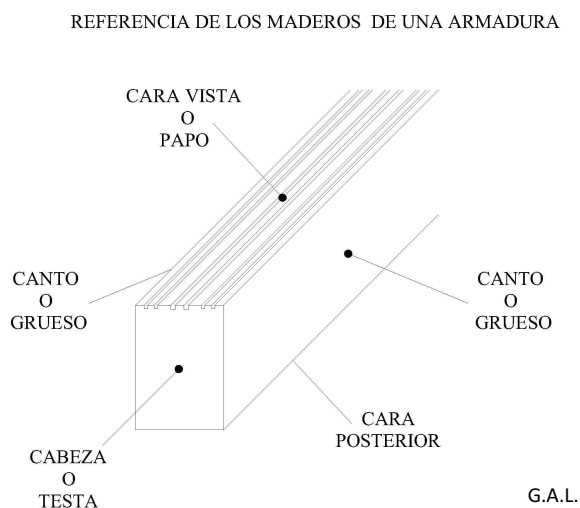 REFERENCIA DE LOS MADEROS DE UNA ARMADURA
CARA VISTA
O
PAPO
CANTO
O
GRUESO
CANTO
O
GRUESO
CARA
POSTERIOR
CABEZA
O
TESTA
G.A.L.